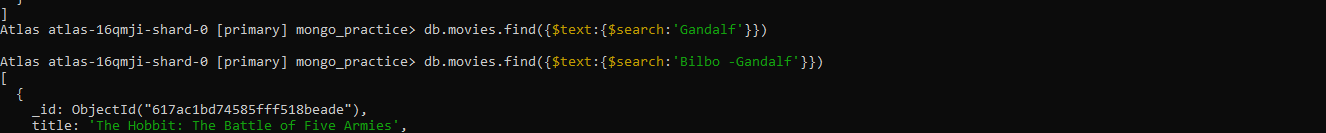 ]
Atlas atlas-16qmji-shard-0 [primary] mongo_practice> db.movies.find({$text:{$search:'Gandalf'}})
Atlas atlas-16qmji-shard-0 [primary] mongo_practice> db.movies.find({$text:{$search:'Bilbo -Gandalf'}})
[
{
_id: ObjectId("617ac1bd74585fff518beade"),
title: 'The Hobbit: The Battle of Five Armies',